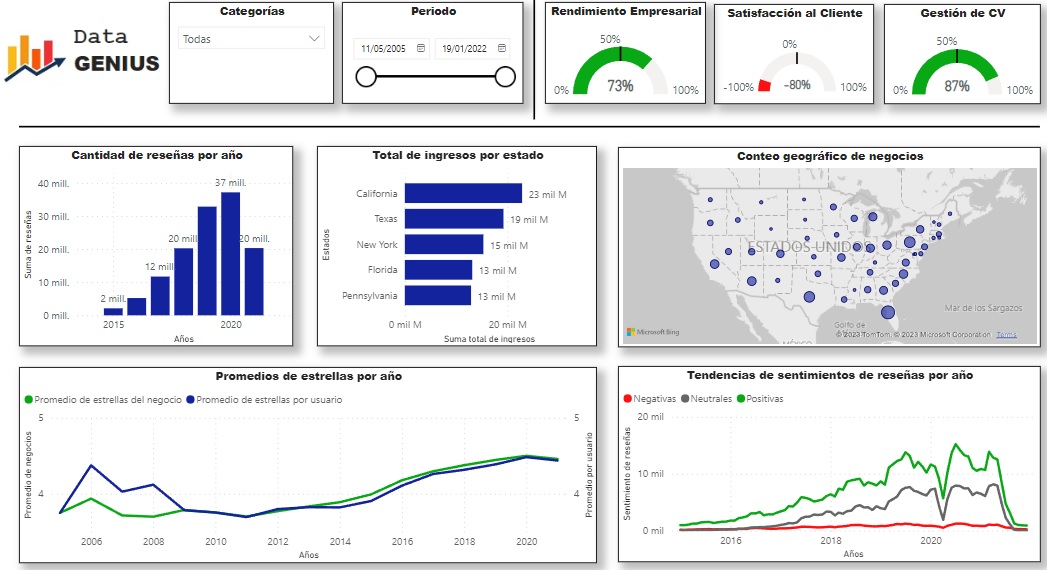 Data
GENIUS
Categorías
Todas
Periodo
11/05/2005
19/01/2022
Rendimiento Empresarial
50%
0%
73%
100%
Satisfacción al Cliente
0%
-100%
-80%
100%
Gestión de CV
50%
0%
87%
100%
Cantidad de reseñas por año
Suma de reseñas
40 mill.
30 mill.
20 mill.
10 mill.
0 mill.
2 mill.
12 mill.
20 mill.
37 mill.
20 mill.
2015
2020
Años
Total de ingresos por estado
Estados
California
23 mil M
Texas
19 mil M
New York
15 mil M
Florida
13 mil M
Pennsylvania
13 mil M
0 mil M
20 mil M
Suma total de ingresos
Conteo geográfico de negocios
ESTADOS UNIDOS
Mar de los Sargazos
Golfo de
MÉXICO
Microsoft Bing
© 2023 TomTom, © 2023 Microsoft Corporation Terms
Promedios de estrellas por año
Promedio de estrellas del negocio
Promedio de estrellas por usuario
Promedio de negocios
5
4
5
4
Promedio por usuario
2006
2008
2010
2012
2014
2016
2018
2020
Años
Tendencias de sentimientos de reseñas por año
Negativas
Neutrales
Positivas
Sentimiento de reseñas
20 mil
10 mil
0 mil
2016
2018
2020
Años